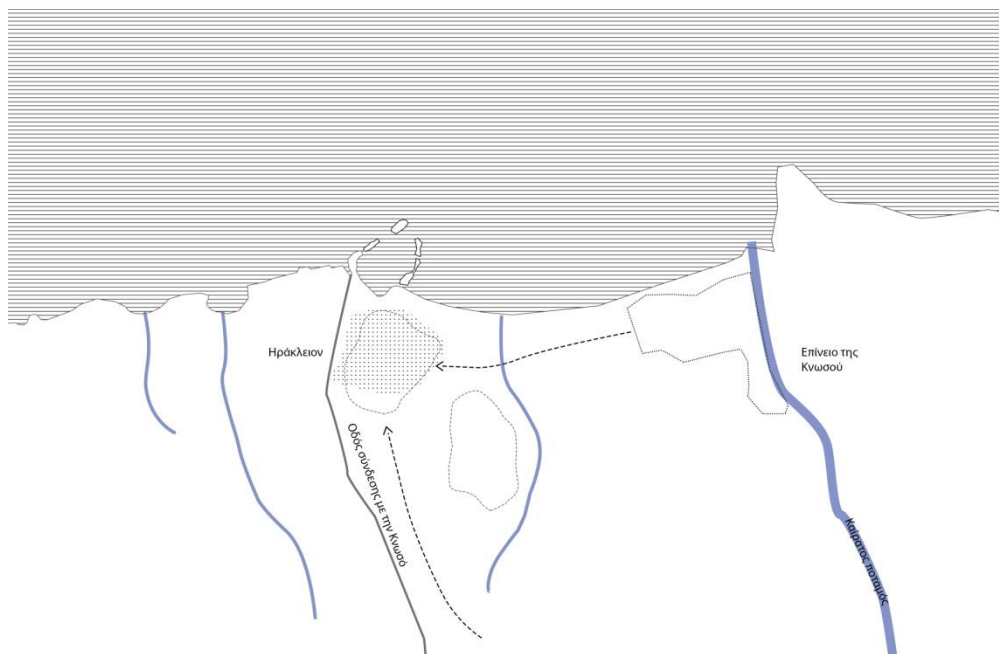 Ηράκλειον
Επίνειο της
Κνωσού
Οδός σύνδεσης με την Κνωσό
Καίρατος ποταμός